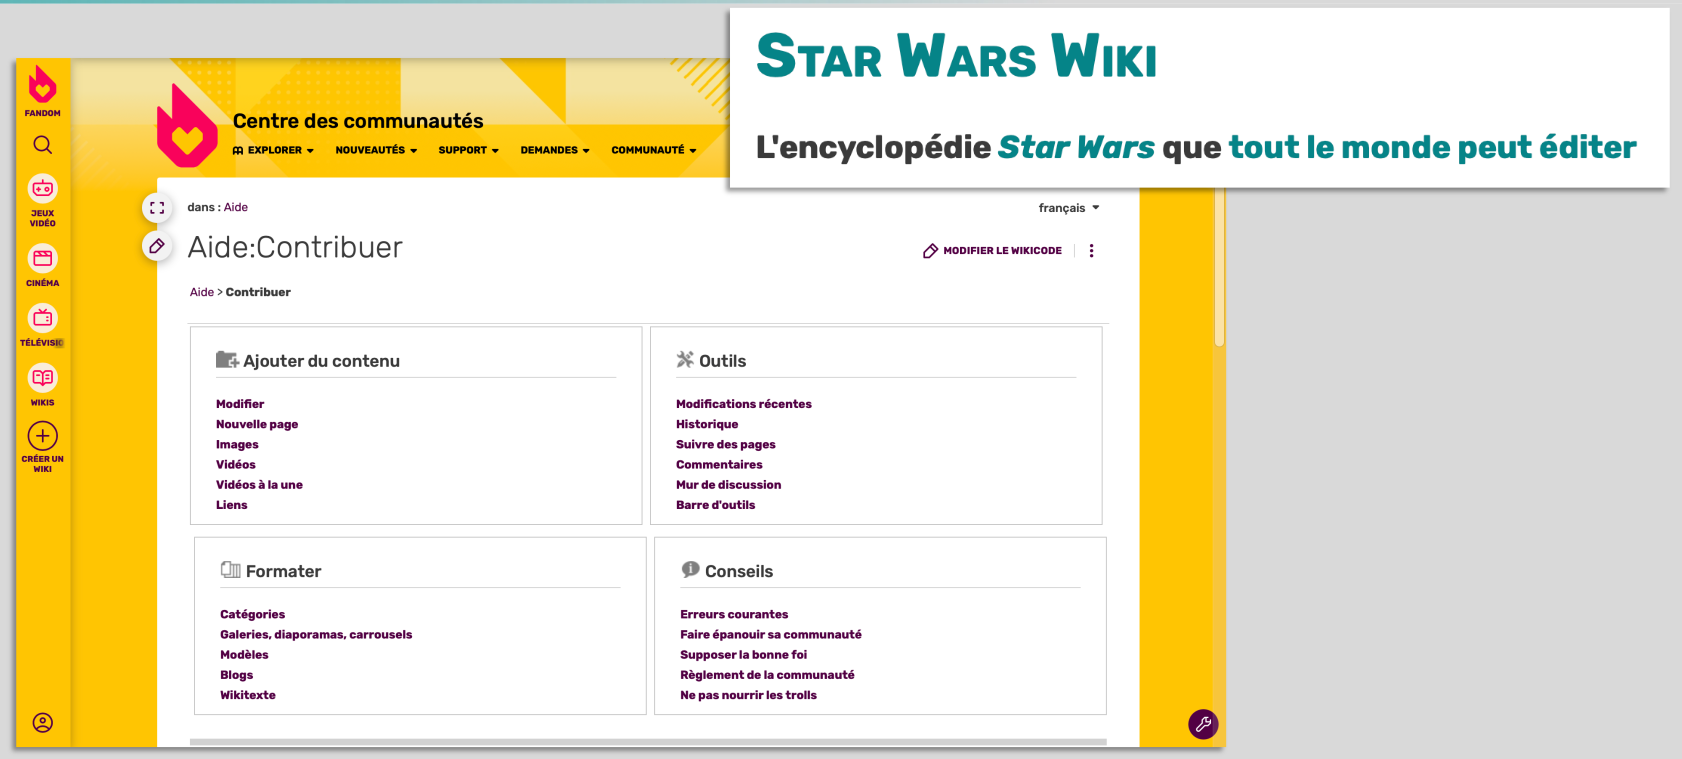 Star Wars Wiki
L'encyclopédie Star Wars que tout le monde peut éditer
FANDOM
JEUX
VIDÉO
CINÉMA
WIKIS
CRÉER UN
WIKI
Centre des communautés
EXPLORER NOUVEAUTÉS SUPPORT DEMANDES COMMUNAUTÉ
dans : Aide
français
Aide:Contribuer
MODIFIER LE WIKICODE
Aide > Contribuer
Ajouter du contenu
Modifier
Nouvelle page
Images
Vidéos
Vidéos à la une
Liens
Outils
Modifications récentes
Historique
Suivre des pages
Commentaires
Mur de discussion
Barre d'outils
Formater
Catégories
Galeries, diaporamas, carrousels
Modèles
Blogs
Wikitexte
Conseils
Erreurs courantes
Faire épanouir sa communauté
Supposer la bonne foi
Règlement de la communauté
Ne pas nourrir les trolls